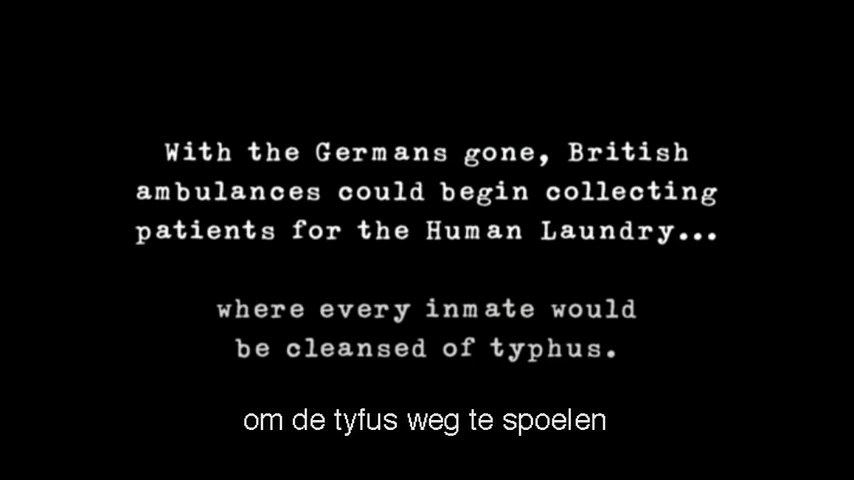 With the Germans gone, British
ambulances could begin collecting
patients for the Human Laundry...
where every inmate would
be cleansed of typhus.
om de tyfus weg te spoelen